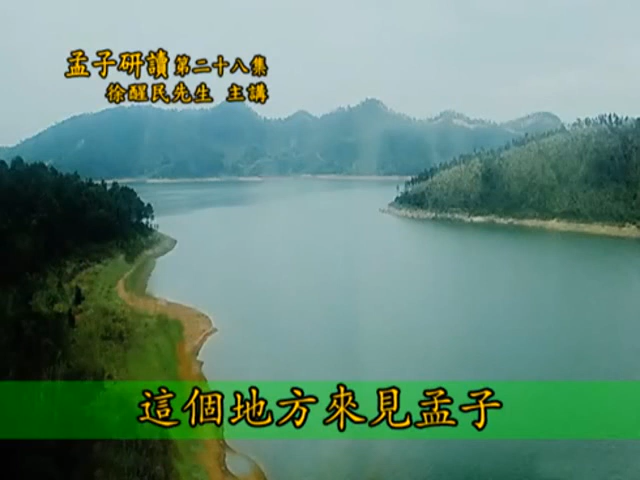 孟子研讀 第二十八集
徐醒民先生 主講
這個地方來見孟子